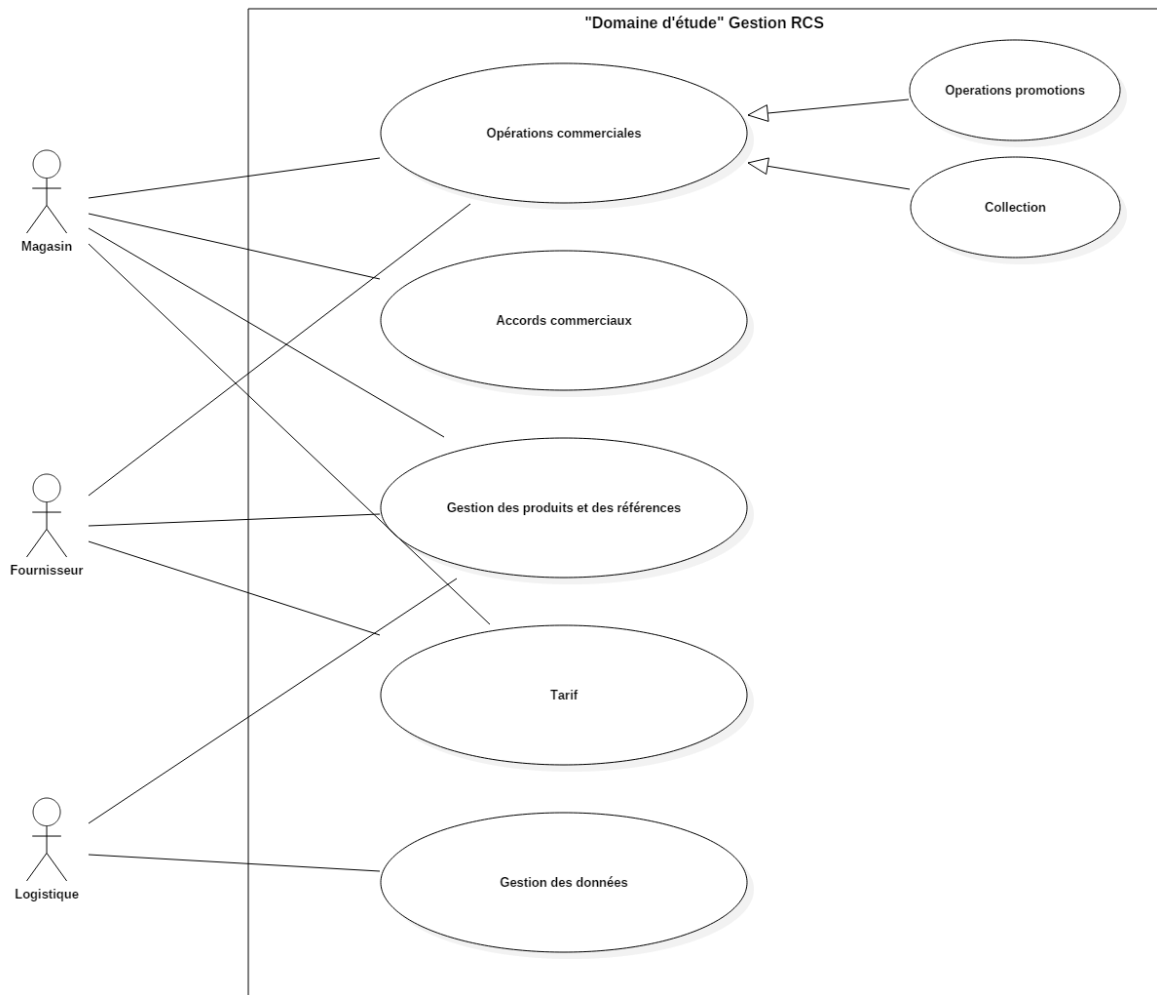 "Domaine d'étude" Gestion RCS
Opérations commerciales
Operations promotions
Collection
Magasin
Accords commerciaux
Gestion des produits et des références
Fournisseur
Tarif
Logistique
Gestion des données